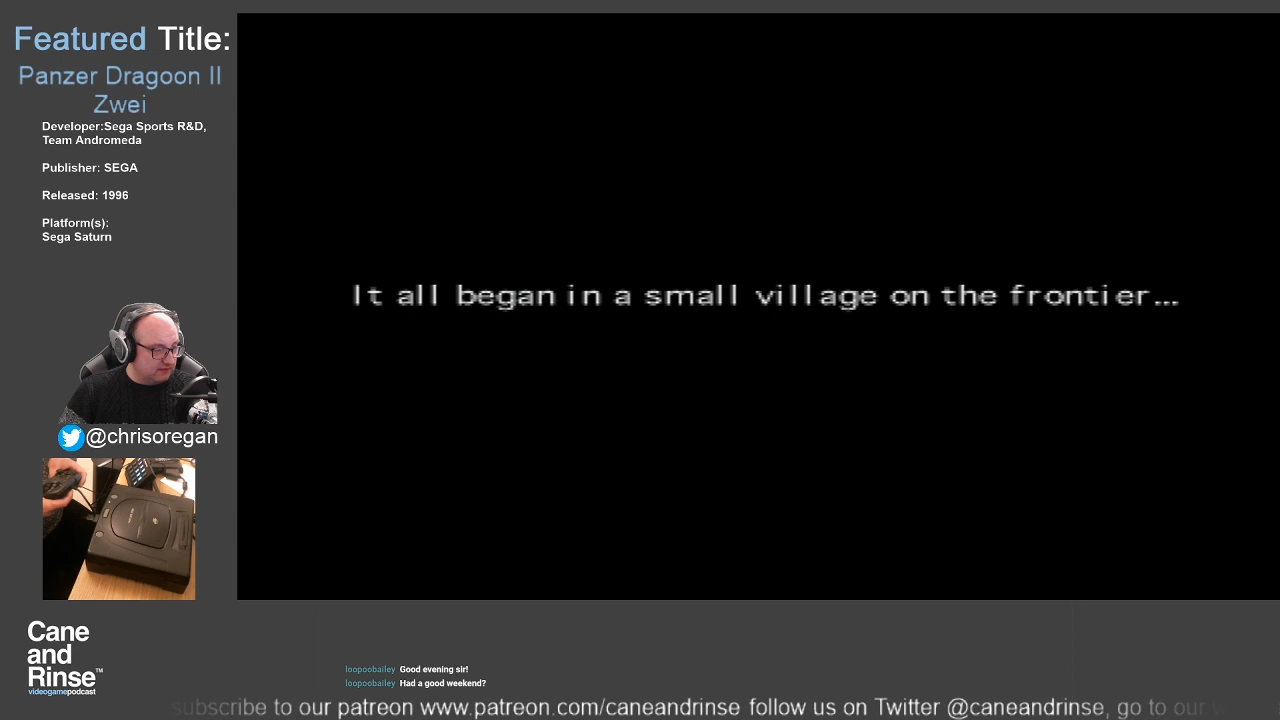 Featured Title:
Panzer Dragoon II
Zwei
Developer:Sega Sports R&D,
Team Andromeda
Publisher: SEGA
Released: 1996
Platform(s):
Sega Saturn
It all began in a small village on the frontier...
@chrisoregan
Cane
and
Rinse™
videogamepodcast
loopoobailey Good evening sir!
loopoobailey Had a good weekend?
subscribe to our patreon www.patreon.com/caneandrinse follow us on Twitter @caneandrinse, go to our